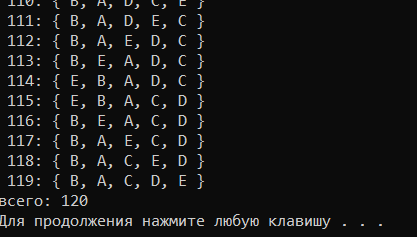 110: { B, A, D, C, E }
111: { B, A, D, E, C }
112: { B, A, E, D, C }
113: { B, E, A, D, C }
114: { E, B, A, D, C }
115: { E, B, A, C, D }
116: { B, E, A, C, D }
117: { B, A, E, C, D }
118: { B, A, C, E, D }
119: { B, A, C, D, E }
всего: 120
Для продолжения нажмите любую клавишу . . .